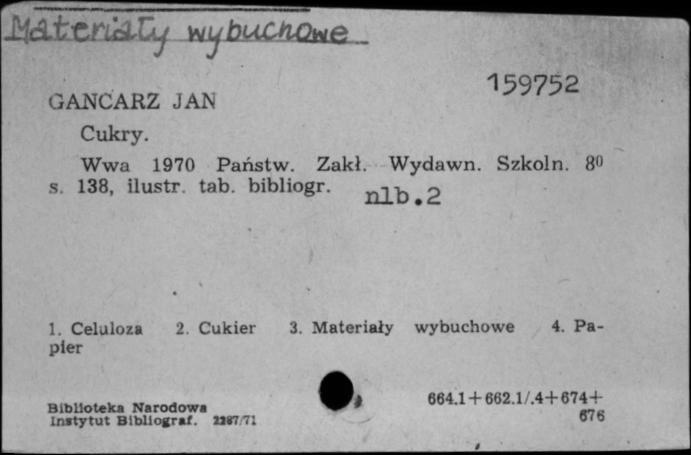 Materiały wybuchowe
159752
GANCARZ JAN
Cukry.
Wwa 1970 Państw. Zakł. Wydawn. Szkoln. 8⁰
s. 138, ilustr. tab. bibliogr. nlb.2
1. Celuloza 2. Cukier 3. Materiały wybuchowe 4. Pa-
pier
664.1+662.1/.4+674+
676
Biblioteka Narodowa
Instytut Bibliograf. 2287/71